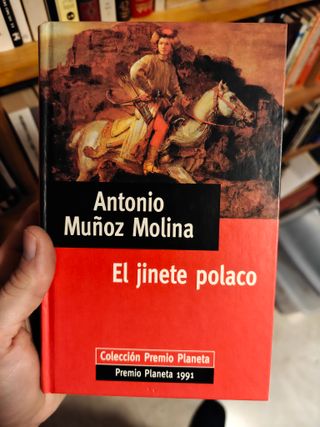 Antonio
Muñoz Molina
El jinete polaco
Colección Premio Planeta
Premio Planeta 1991